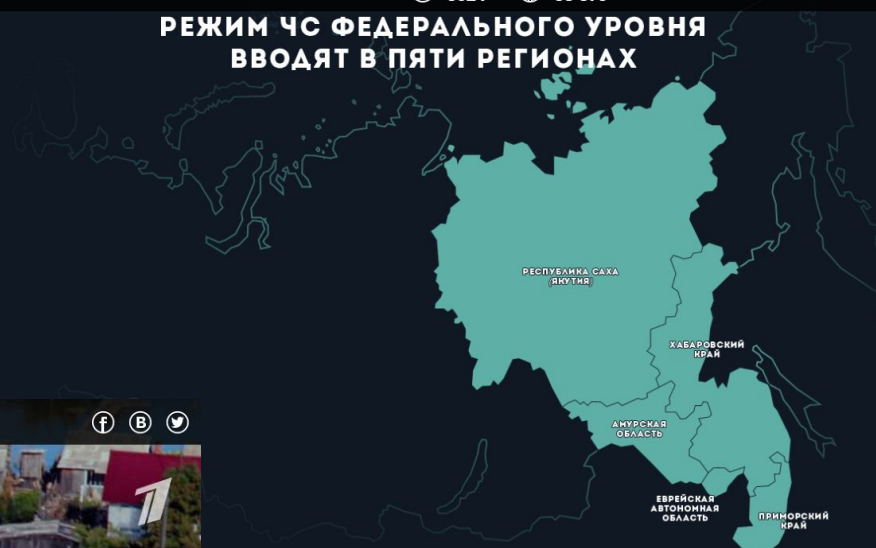 РЕЖИМ ЧС ФЕДЕРАЛЬНОГО УРОВНЯ
ВВОДЯТ В ПЯТИ РЕГИОНАХ
РЕСПУБЛИКА САХА
(ЯКУТИЯ)
ХАБАРОВСКИЙ
КРАЙ
АМУРСКАЯ
ОБЛАСТЬ
ЕВРЕЙСКАЯ
АВТОНОМНАЯ
ОБЛАСТЬ
ПРИМОРСКИЙ
КРАЙ
f B
1